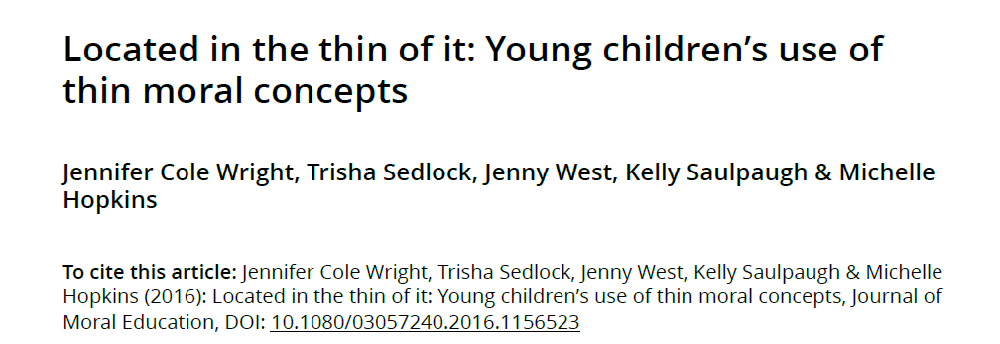 Located in the thin of it: Young children’s use of
thin moral concepts
Jennifer Cole Wright, Trisha Sedlock, Jenny West, Kelly Saulpaugh & Michelle
Hopkins
To cite this article: Jennifer Cole Wright, Trisha Sedlock, Jenny West, Kelly Saulpaugh & Michelle
Hopkins (2016): Located in the thin of it: Young children’s use of thin moral concepts, Journal of
Moral Education, DOI: 10.1080/03057240.2016.1156523